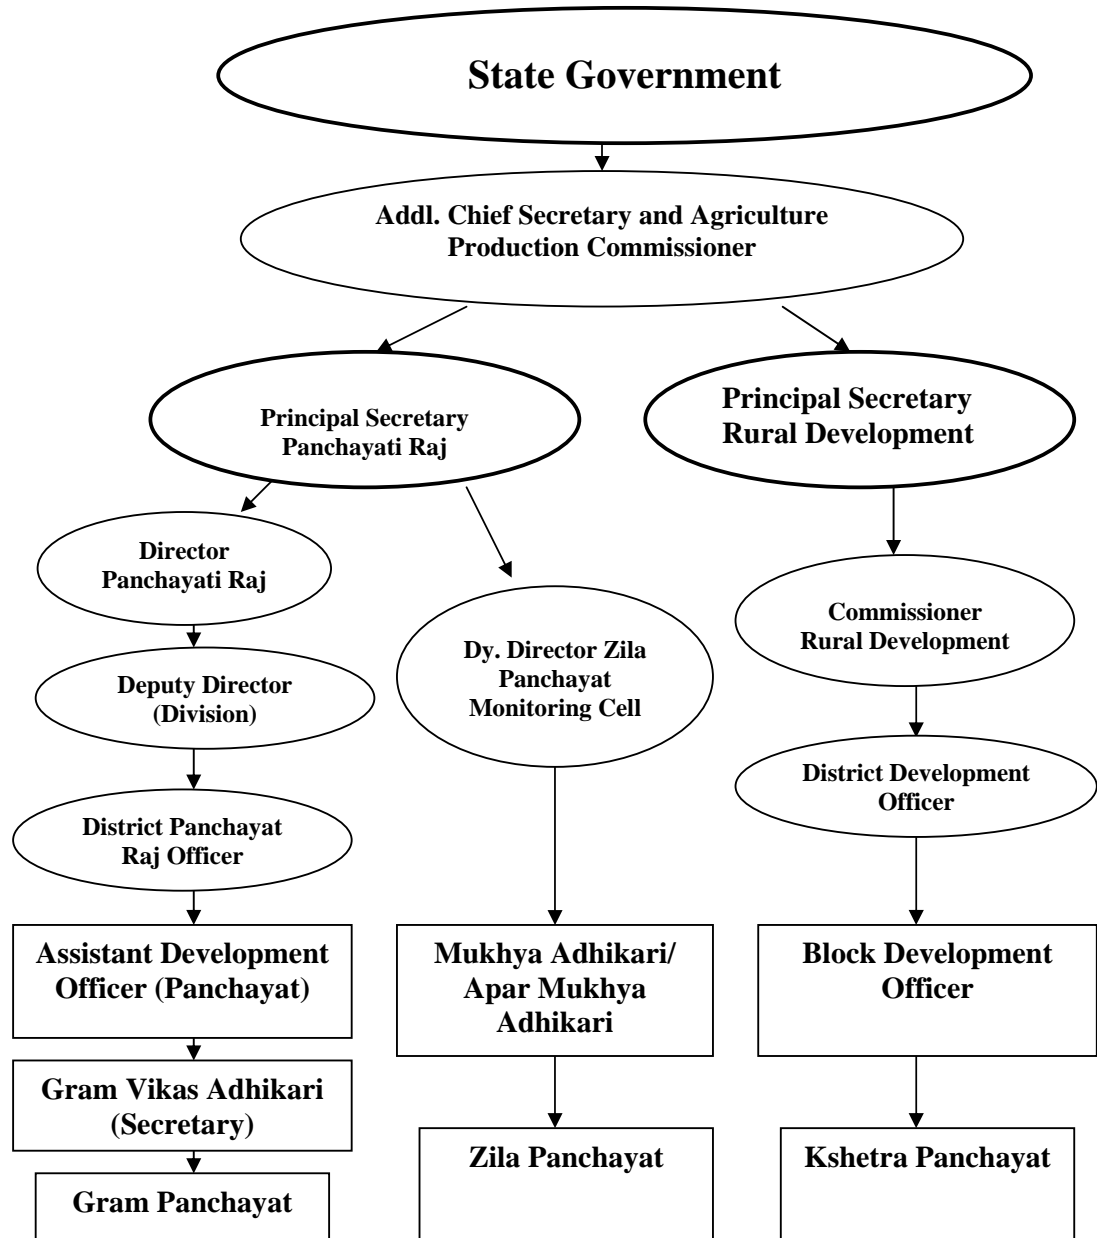 State Government
Addl. Chief Secretary and Agriculture
Production Commissioner
Principal Secretary
Panchayati Raj
Principal Secretary
Rural Development
Director
Panchayati Raj
Dy. Director Zila
Panchayat
Monitoring Cell
Commissioner
Rural Development
Deputy Director
(Division)
District Development
Officer
District Panchayat
Raj Officer
Assistant Development
Officer (Panchayat)
Mukhya Adhikari/
Apar Mukhya
Adhikari
Block Development
Officer
Gram Vikas Adhikari
(Secretary)
Gram Panchayat
Zila Panchayat
Kshetra Panchayat